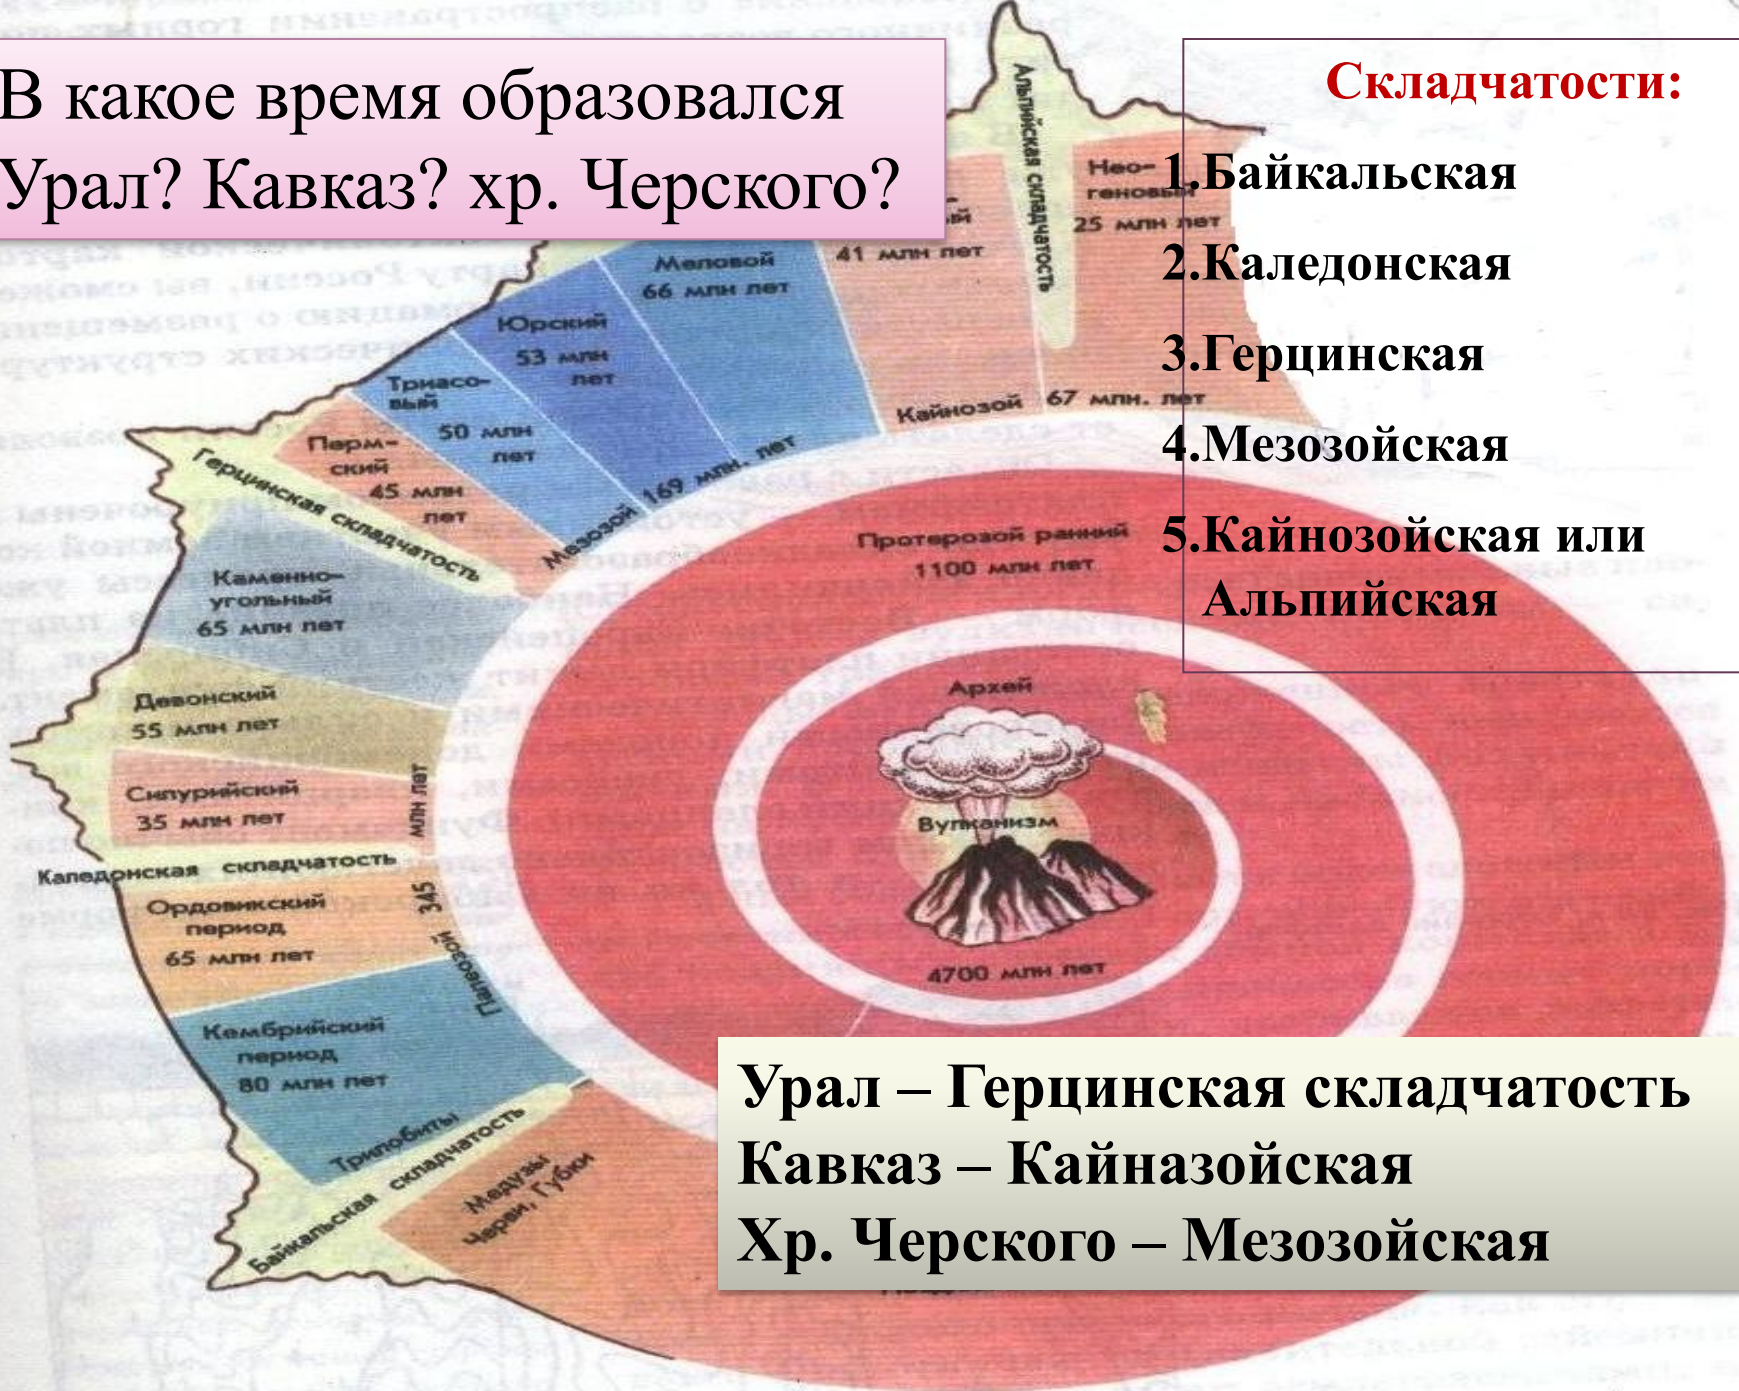 В какое время образовался
Урал? Кавказ? хр. Черского?
Складчатости:
1.Байкальская
2.Каледонская
3.Герцинская
4.Мезозойская
5.Кайнозойская или
Альпийская
Альпийская складчатость
Нео-
геновый
25 млн лет
41 млн лет
Кайнозой 67 млн. лет
Меловой
66 млн лет
Юрский
53 млн
лет
Триасо-
вый
50 млн
лет
Мезозой 169 млн. лет
Перм-
ский
45 млн
лет
Герцинская складчатость
Каменно-
угольный
65 млн лет
Девонский
55 млн лет
Силурийский
35 млн лет
Каледонская складчатость
Ордовикский
период
65 млн лет
Кембрийский
период
80 млн лет
Палеозой 345 млн лет
Трилобиты
Байкальская складчатость
Медузы
Черви, Губки
Протерозой ранний
1100 млн лет
Архей
Вулканизм
4700 млн лет
Урал – Герцинская складчатость
Кавказ – Кайназойская
Хр. Черского – Мезозойская